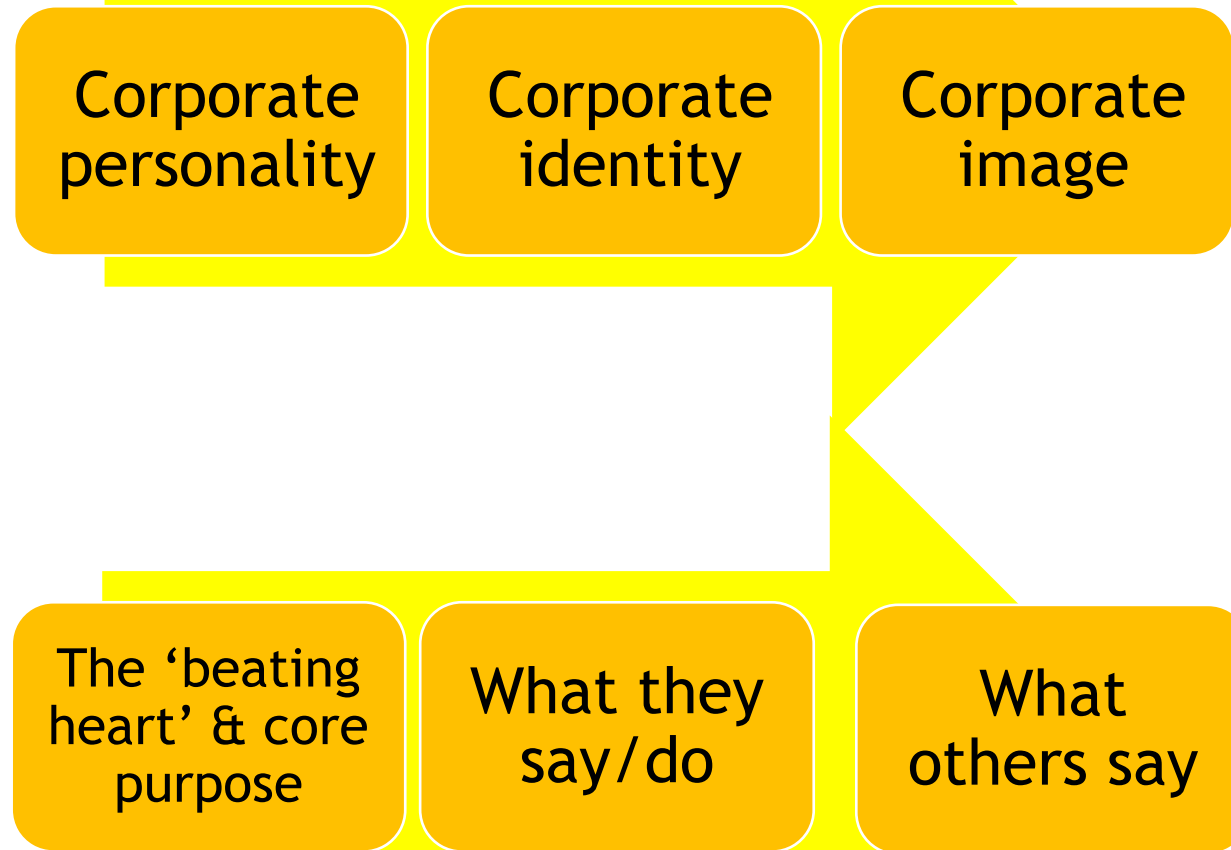 Corporate
personality
Corporate
identity
Corporate
image
The ‘beating
heart’ & core
purpose
What they
say/do
What
others say